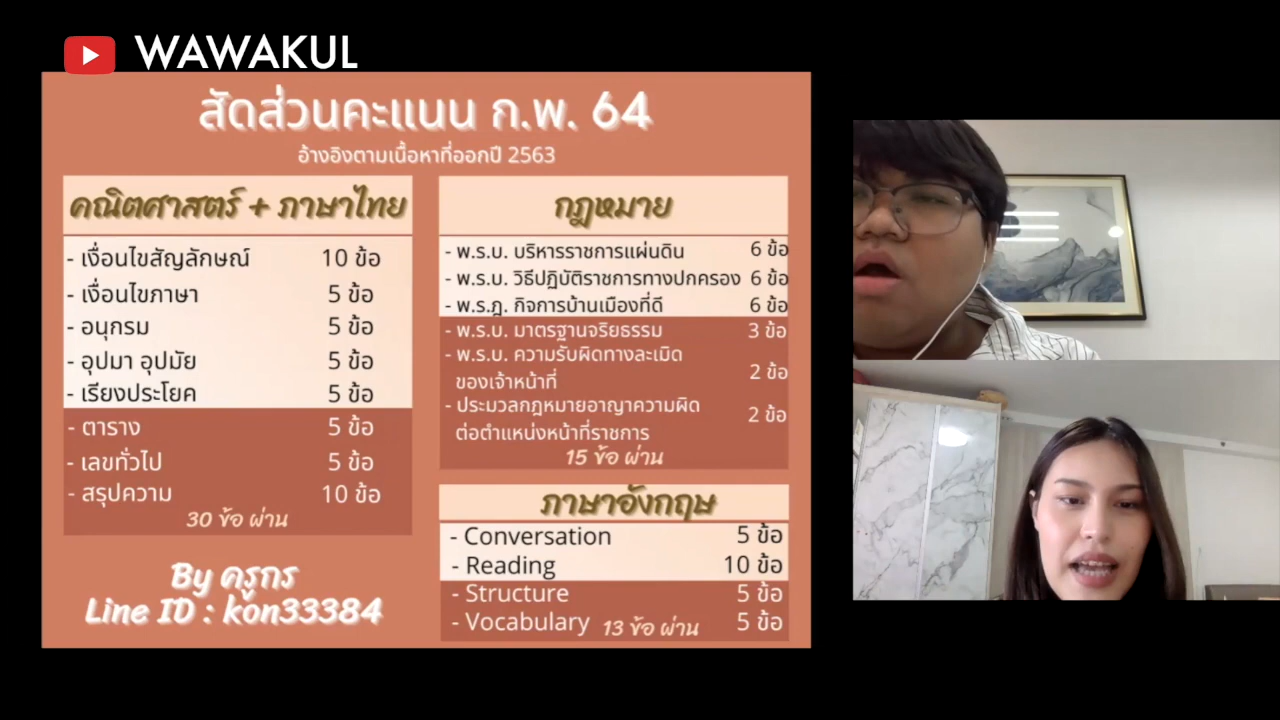 WAWAKUL
สัดส่วนคะแนน ก.พ. 64
อ้างอิงตามเนื้อหาที่ออกปี 2563
คณิตศาสตร์ + ภาษาไทย
- เงื่อนไขสัญลักษณ์ 10 ข้อ
- เงื่อนไขภาษา 5 ข้อ
- อนุกรม 5 ข้อ
- อุปมา อุปมัย 5 ข้อ
- เรียงประโยค 5 ข้อ
- ตาราง 5 ข้อ
- เลขทั่วไป 5 ข้อ
- สรุปความ 10 ข้อ
30 ข้อ ผ่าน
By ครูกร
Line ID : kon33384
กฎหมาย
- พ.ร.บ. บริหารราชการแผ่นดิน 6 ข้อ
- พ.ร.บ. วิธีปฏิบัติราชการทางปกครอง 6 ข้อ
- พ.ร.ฎ. กิจการบ้านเมืองที่ดี 6 ข้อ
- พ.ร.บ. มาตรฐานจริยธรรม 3 ข้อ
- พ.ร.บ. ความรับผิดทางละเมิด
ของเจ้าหน้าที่ 2 ข้อ
- ประมวลกฎหมายอาญาความผิด
ต่อตำแหน่งหน้าที่ราชการ 2 ข้อ
15 ข้อ ผ่าน
ภาษาอังกฤษ
- Conversation 5 ข้อ
- Reading 10 ข้อ
- Structure 5 ข้อ
- Vocabulary 5 ข้อ
13 ข้อ ผ่าน